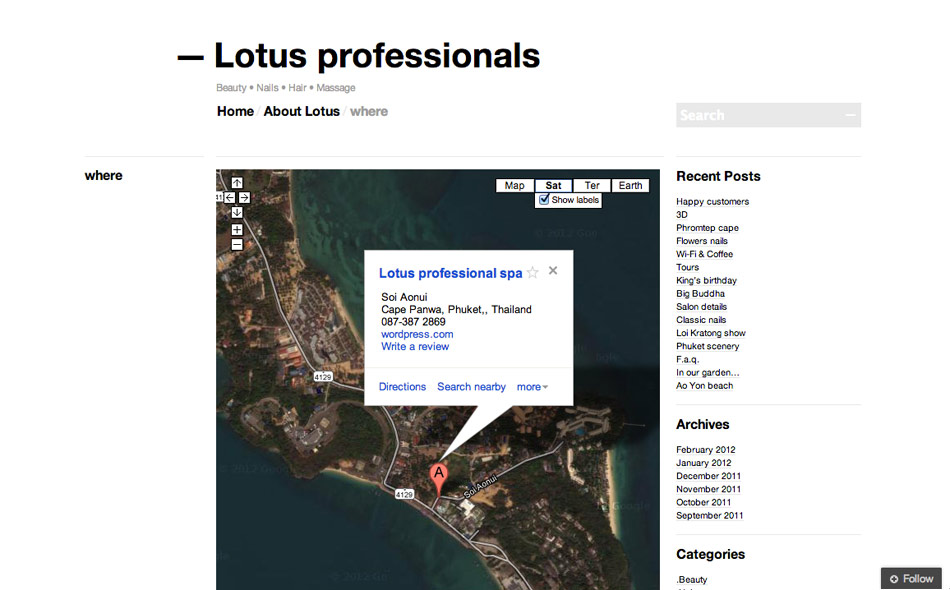 — Lotus professionals
Beauty • Nails • Hair • Massage
Home / About Lotus / where
Search
where
Map
Sat
Ter
Earth
Show labels
Lotus professional spa
Soi Aonui
Cape Panwa, Phuket,, Thailand
087-387 2869
wordpress.com
Write a review
Directions
Search nearby
more
4129
A
4129
Soi Aonui
Recent Posts
Happy customers
3D
Phromtep cape
Flowers nails
Wi-Fi & Coffee
Tours
King's birthday
Big Buddha
Salon details
Classic nails
Loi Kratong show
Phuket scenery
F.a.q.
In our garden…
Ao Yon beach
Archives
February 2012
January 2012
December 2011
November 2011
October 2011
September 2011
Categories
.Beauty
Follow